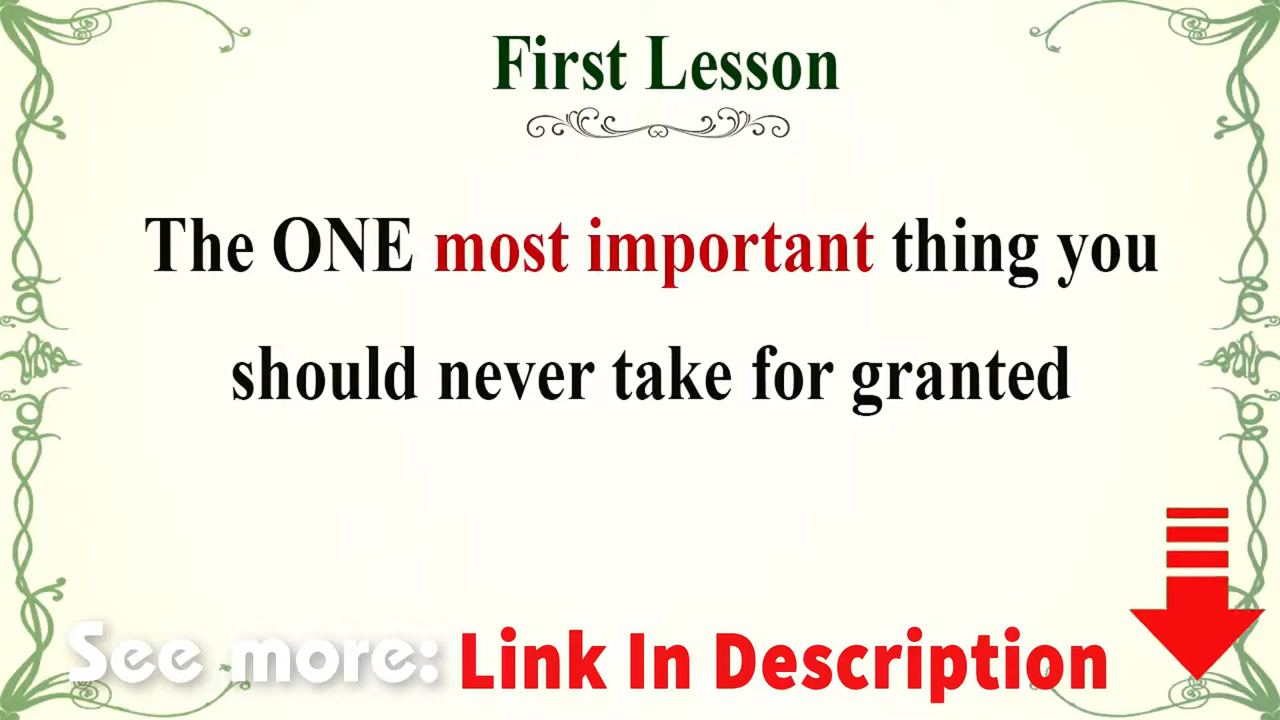 First Lesson
The ONE most important thing you
should never take for granted
See more: Link In Description